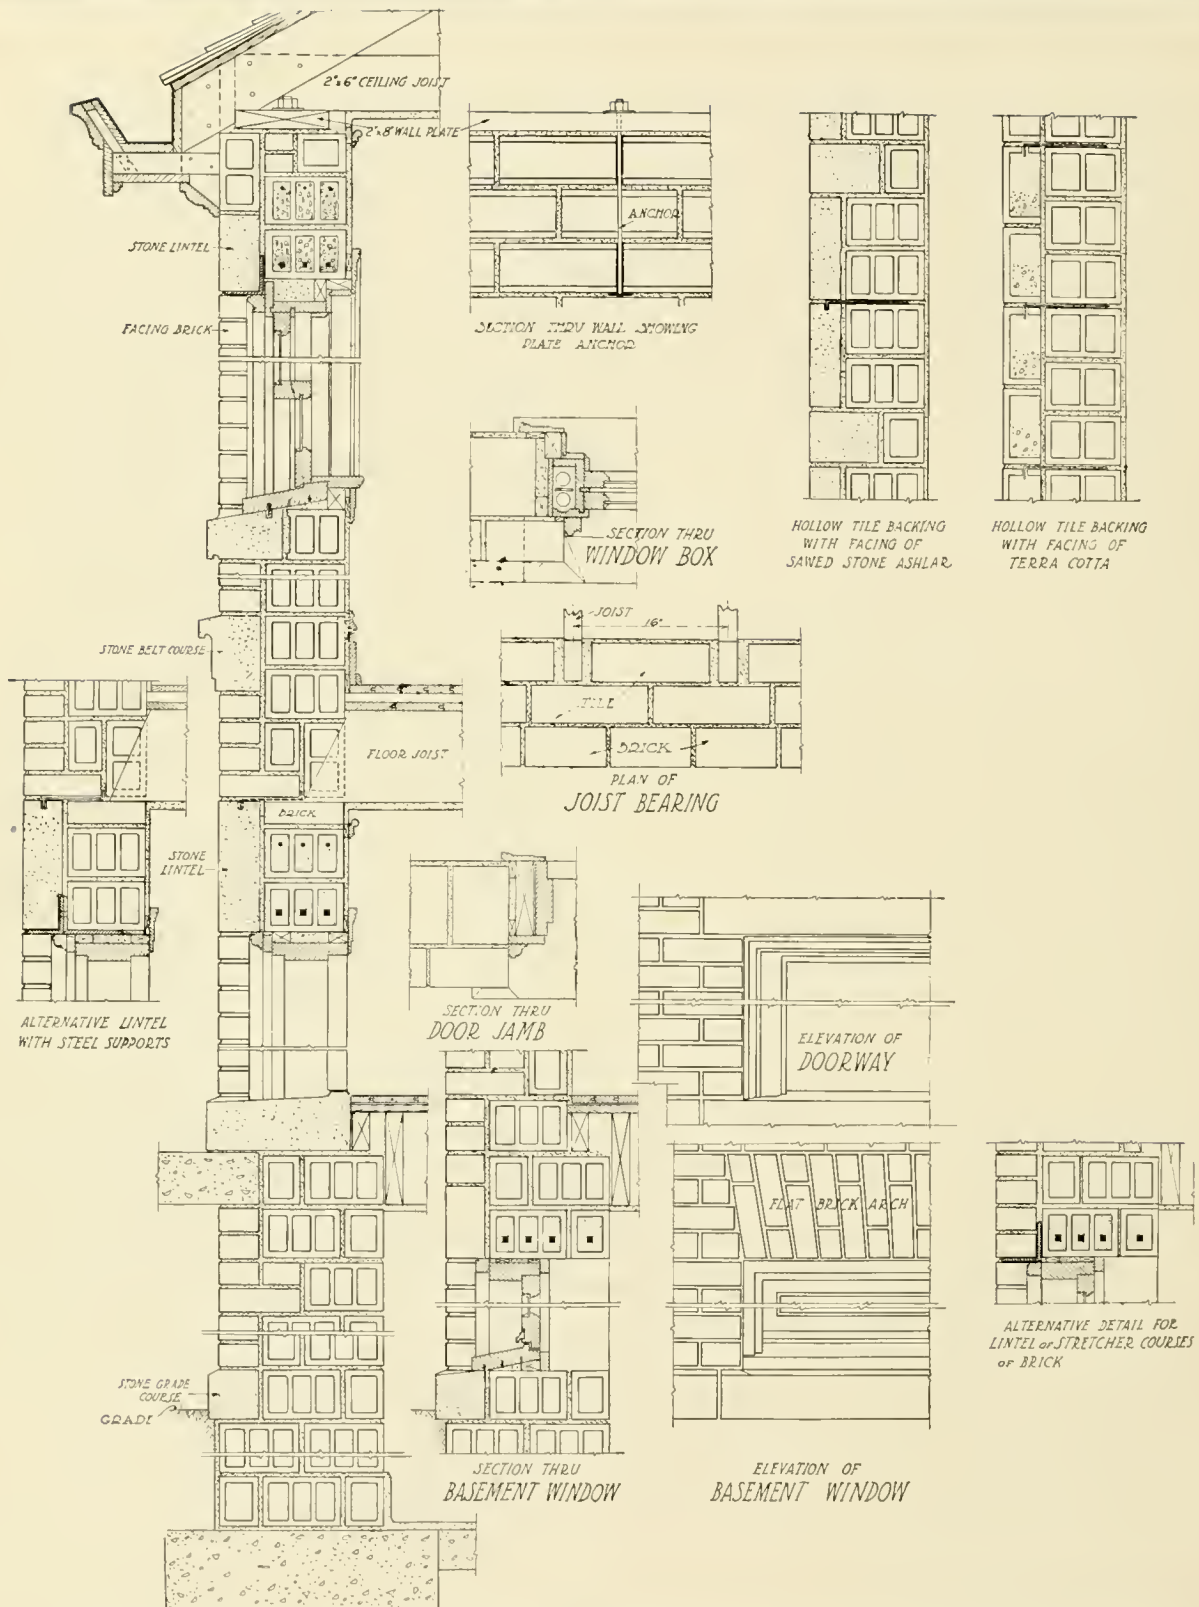 2"x6" CEILING JOIST
2"x8" WALL PLATE
STONE LINTEL
ANCHOR
FACING BRICK
SECTION THRU WALL SHOWING
PLATE ANCHOR
HOLLOW TILE BACKING
WITH FACING OF
SAWED STONE ASHLAR
HOLLOW TILE BACKING
WITH FACING OF
TERRA COTTA
SECTION THRU
WINDOW BOX
JOIST
16"
STONE BELT COURSE
TILE
BRICK
FLOOR JOIST
PLAN OF
JOIST BEARING
BRICK
STONE
LINTEL
ALTERNATIVE LINTEL
WITH STEEL SUPPORTS
SECTION THRU
DOOR JAMB
ELEVATION OF
DOORWAY
FLAT BRICK ARCH
ALTERNATIVE DETAIL FOR
LINTEL of STRETCHER COURSES
of BRICK
STONE GRADE
COURSE
GRADE
SECTION THRU
BASEMENT WINDOW
ELEVATION OF
BASEMENT WINDOW